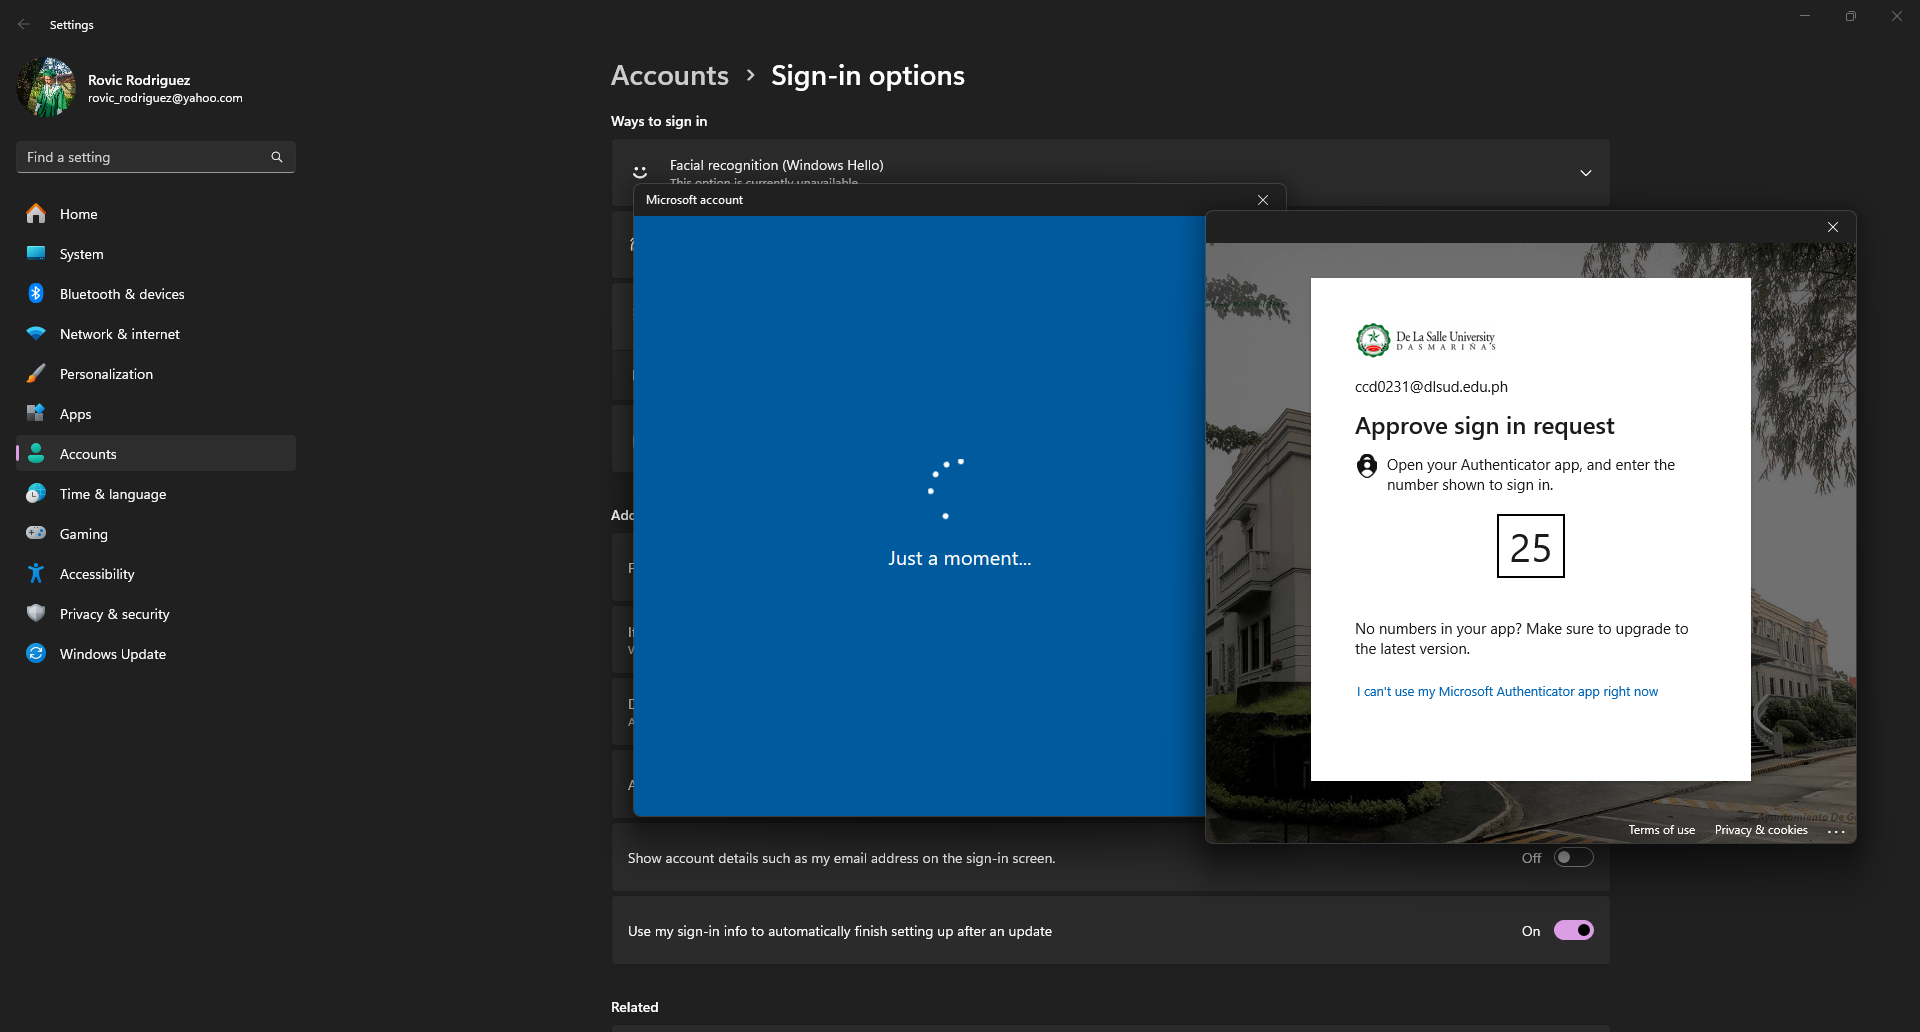 Settings
Rovic Rodriguez
rovic_rodriguez@yahoo.com
Find a setting
Home
System
Bluetooth & devices
Network & internet
Personalization
Apps
Accounts
Time & language
Gaming
Accessibility
Privacy & security
Windows Update
Accounts > Sign-in options
Ways to sign in
Facial recognition (Windows Hello)
This option is currently unavailable
Microsoft account
Just a moment...
De La Salle University
DASMARIÑAS
ccd0231@dlsud.edu.ph
Approve sign in request
Open your Authenticator app, and enter the
number shown to sign in.
25
No numbers in your app? Make sure to upgrade to
the latest version.
I can't use my Microsoft Authenticator app right now
Terms of use Privacy & cookies ...
Show account details such as my email address on the sign-in screen.
Off
Use my sign-in info to automatically finish setting up after an update
On
Related